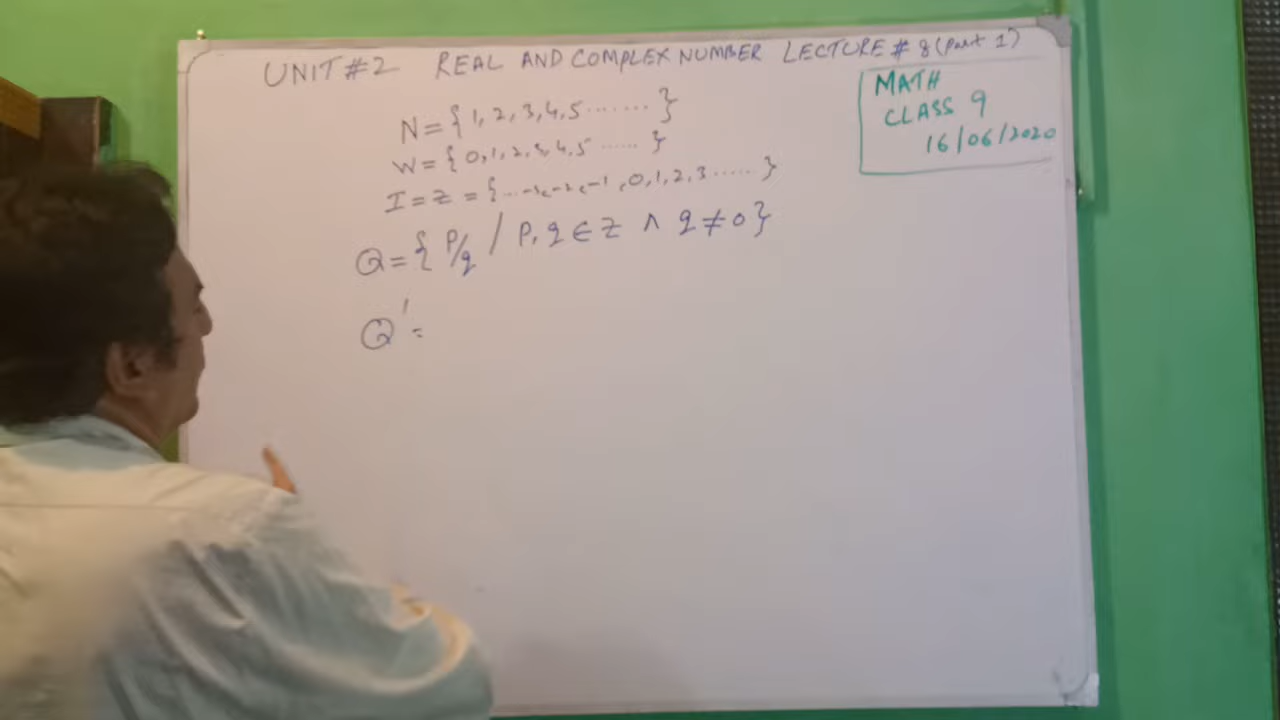 UNIT #2 REAL AND COMPLEX NUMBER LECTURE # 8 (Part 1)
MATH
CLASS 9
16/06/2020
N = { 1, 2, 3, 4, 5 ....... }
W = { 0, 1, 2, 3, 4, 5 ...... }
I = Z = { ... -3, -2, -1, 0, 1, 2, 3 ..... }
Q = { P/q / P, q ∈ Z ∧ q ≠ 0 }
Q' =